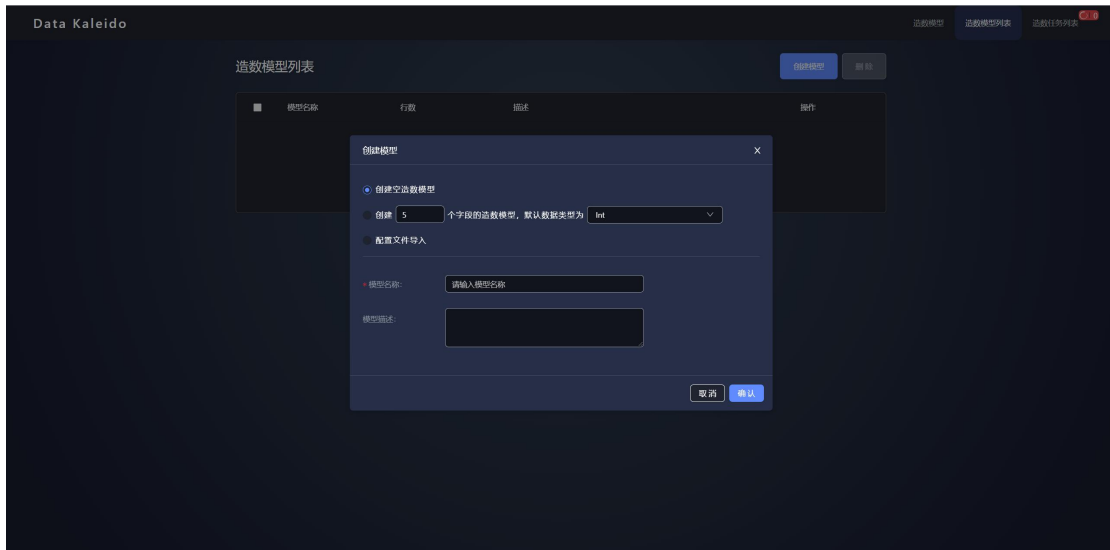 Data Kaleido 造数模型 造数模型列表 造数任务列表
造数模型列表 创建模型 删除
模型名称 行数 描述 操作
创建模型 X
创建空造数模型
创建 5 个字段的造数模型，默认数据类型为 Int
配置文件导入
* 模型名称： 请输入模型名称
模型描述：
取消 确认